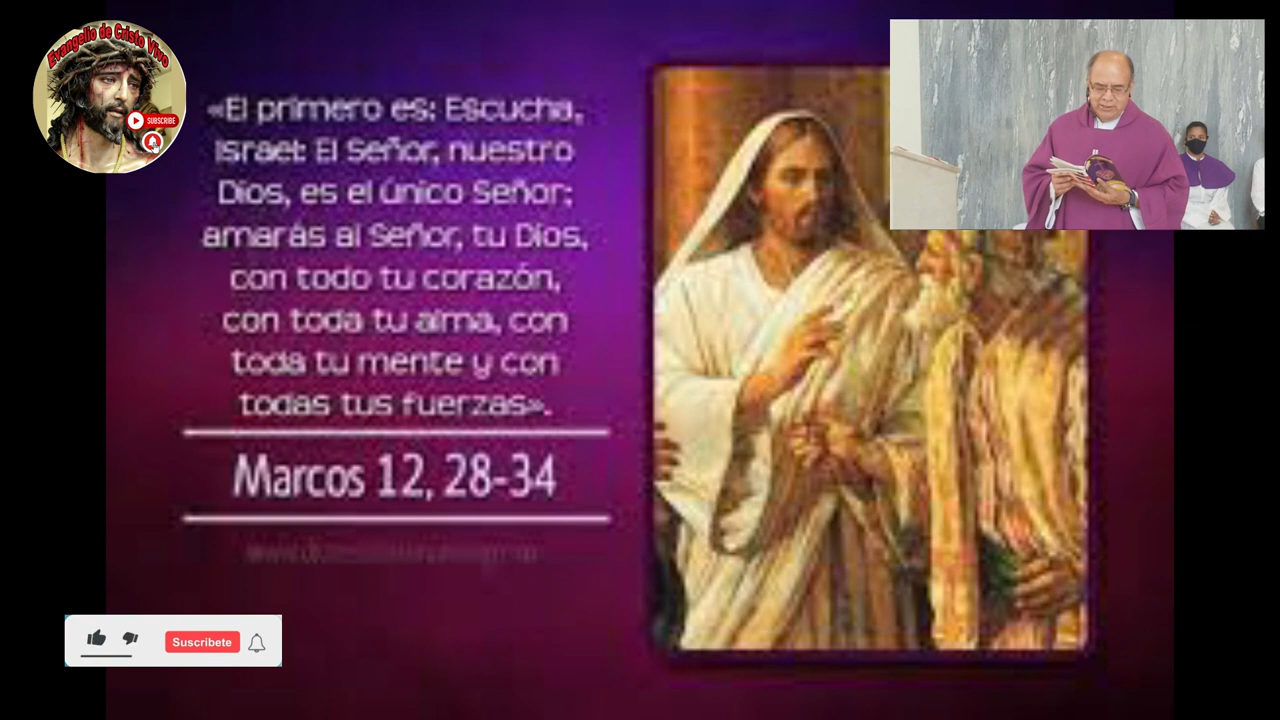 Evangelio de Cristo Vivo
SUBSCRIBE
«El primero es: Escucha,
Israel: El Señor, nuestro
Dios, es el único Señor;
amarás al Señor, tu Dios,
con todo tu corazón,
con toda tu alma, con
toda tu mente y con
todas tus fuerzas».
Marcos 12, 28-34
Suscribete